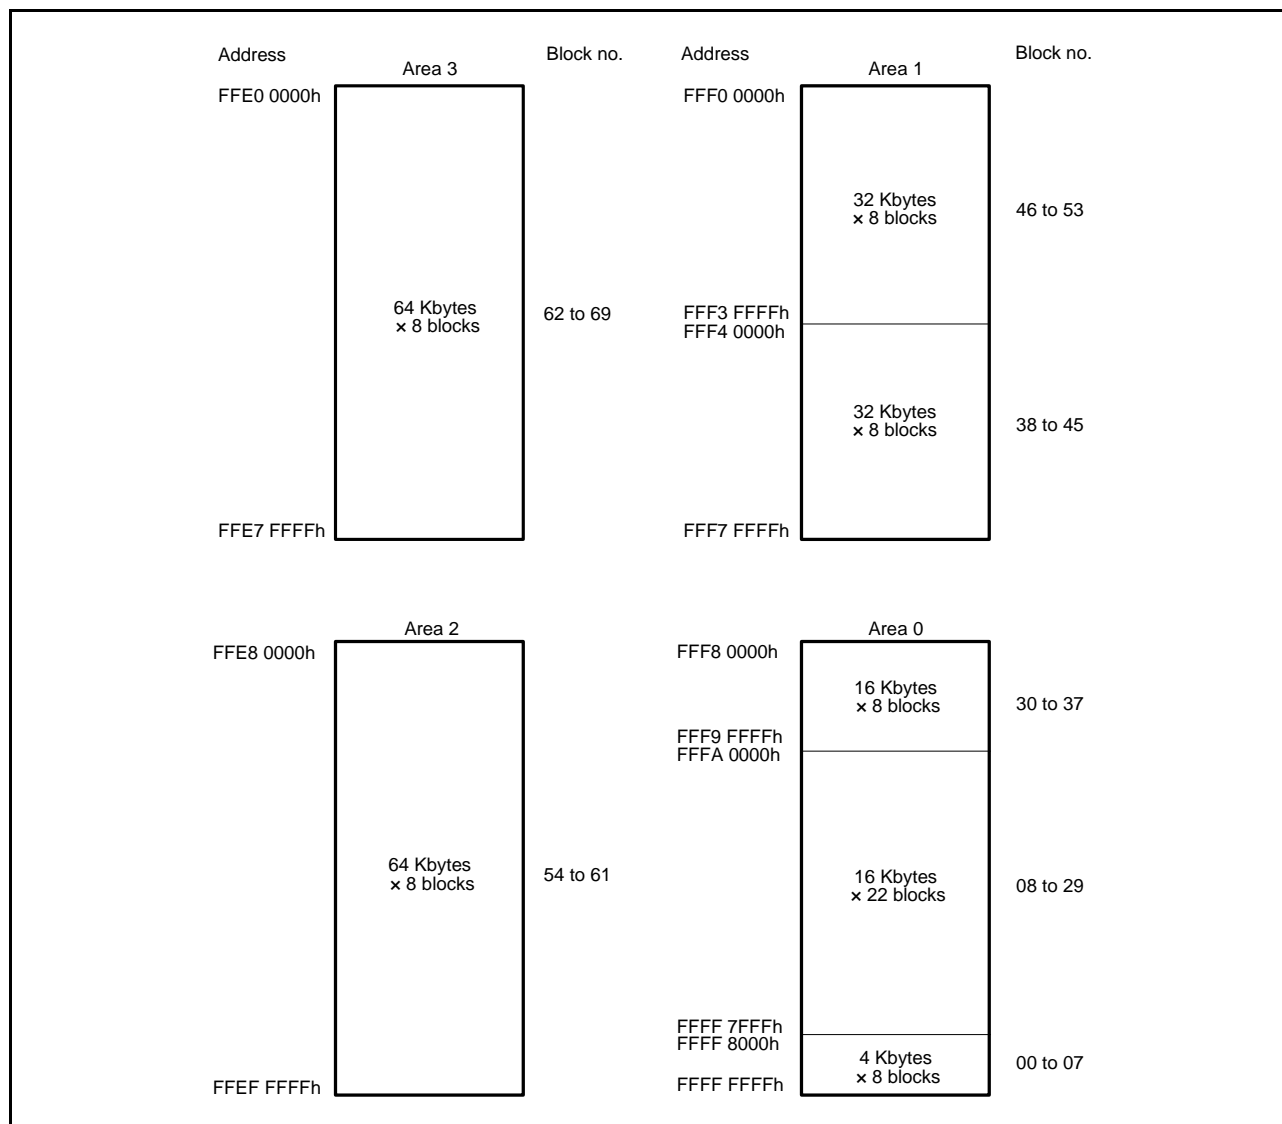 Address
Area 3
Block no.
FFE0 0000h
64 Kbytes
× 8 blocks
62 to 69
FFE7 FFFFh
Address
Area 1
Block no.
FFF0 0000h
32 Kbytes
× 8 blocks
46 to 53
FFF3 FFFFh
FFF4 0000h
32 Kbytes
× 8 blocks
38 to 45
FFF7 FFFFh
Area 2
FFE8 0000h
64 Kbytes
× 8 blocks
54 to 61
FFEF FFFFh
Area 0
FFF8 0000h
16 Kbytes
× 8 blocks
30 to 37
FFF9 FFFFh
FFFA 0000h
16 Kbytes
× 22 blocks
08 to 29
FFFF 7FFFh
FFFF 8000h
4 Kbytes
× 8 blocks
00 to 07
FFFF FFFFh